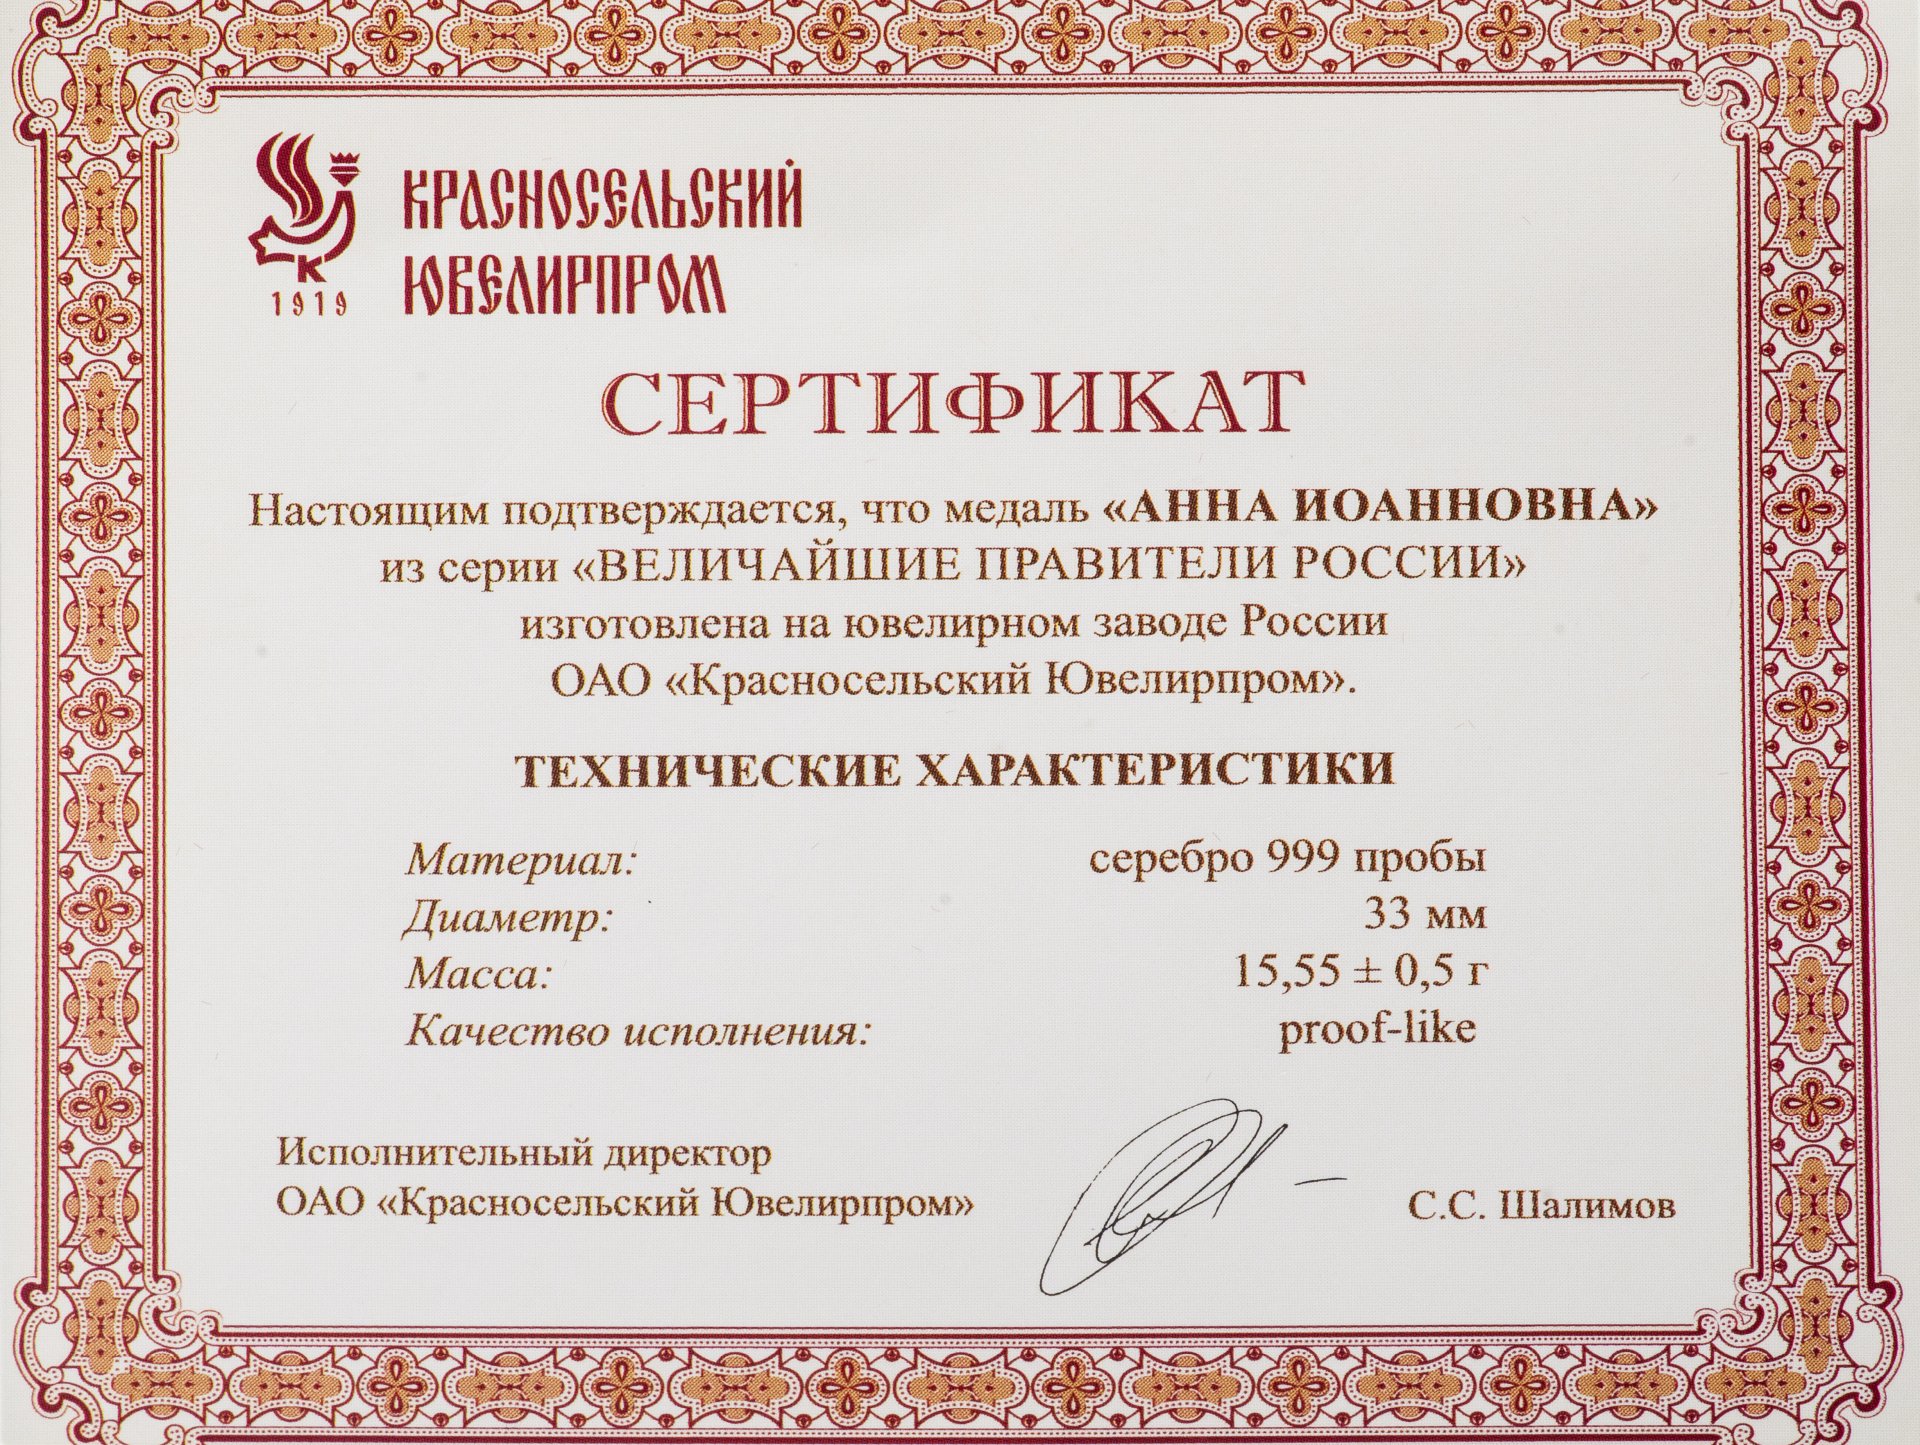 КРАСНОСЕЛЬСКИЙ
ЮВЕЛИРПРОМ
К
1919
СЕРТИФИКАТ
Настоящим подтверждается, что медаль «АННА ИОАННОВНА»
из серии «ВЕЛИЧАЙШИЕ ПРАВИТЕЛИ РОССИИ»
изготовлена на ювелирном заводе России
ОАО «Красносельский Ювелирпром».
ТЕХНИЧЕСКИЕ ХАРАКТЕРИСТИКИ
Материал: серебро 999 пробы
Диаметр: 33 мм
Масса: 15,55 ± 0,5 г
Качество исполнения: proof-like
Исполнительный директор
ОАО «Красносельский Ювелирпром» С.С. Шалимов